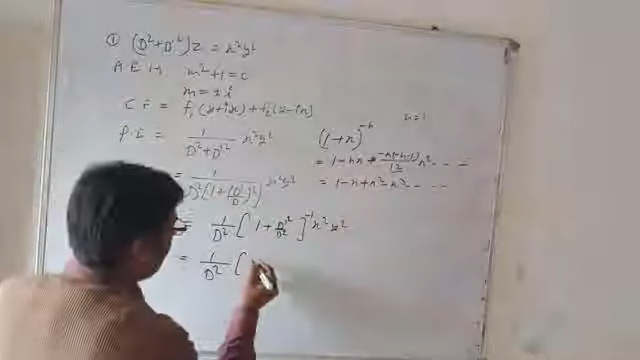 ① (D²+D'²)z = x²y²
A E is m²+1=0
m = ± i
C F = f₁(y+ix) + f₂(y-ix)
P.I = 1/(D²+D'²) x²y²
= 1/(D²[1+(D'/D)²]) x²y²
= 1/D² [1+D'²/D²]⁻¹ x²y²
= 1/D² [
n=1
(1+x)⁻ⁿ
= 1-nx+ -n(-n-1)/⌊2 x² - - -
= 1-x+x²-x³- - - -